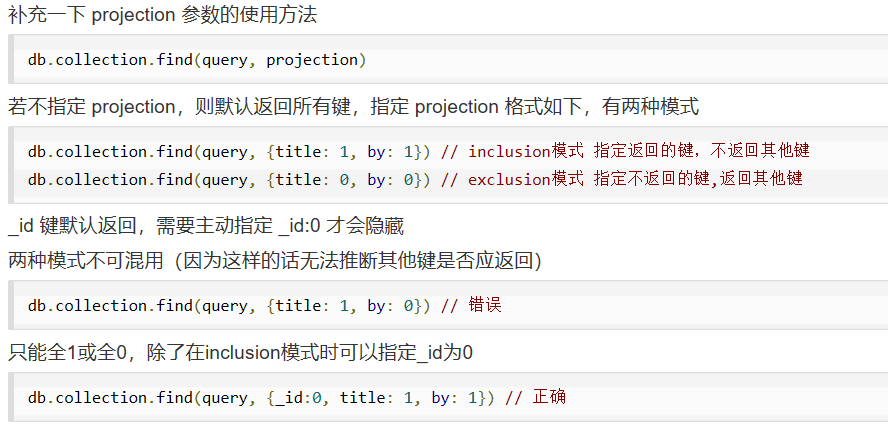 补充一下 projection 参数的使用方法
db.collection.find(query, projection)
若不指定 projection，则默认返回所有键，指定 projection 格式如下，有两种模式
db.collection.find(query, {title: 1, by: 1}) // inclusion模式 指定返回的键，不返回其他键
db.collection.find(query, {title: 0, by: 0}) // exclusion模式 指定不返回的键,返回其他键
_id 键默认返回，需要主动指定 _id:0 才会隐藏
两种模式不可混用（因为这样的话无法推断其他键是否应返回）
db.collection.find(query, {title: 1, by: 0}) // 错误
只能全1或全0，除了在inclusion模式时可以指定_id为0
db.collection.find(query, {_id:0, title: 1, by: 1}) // 正确